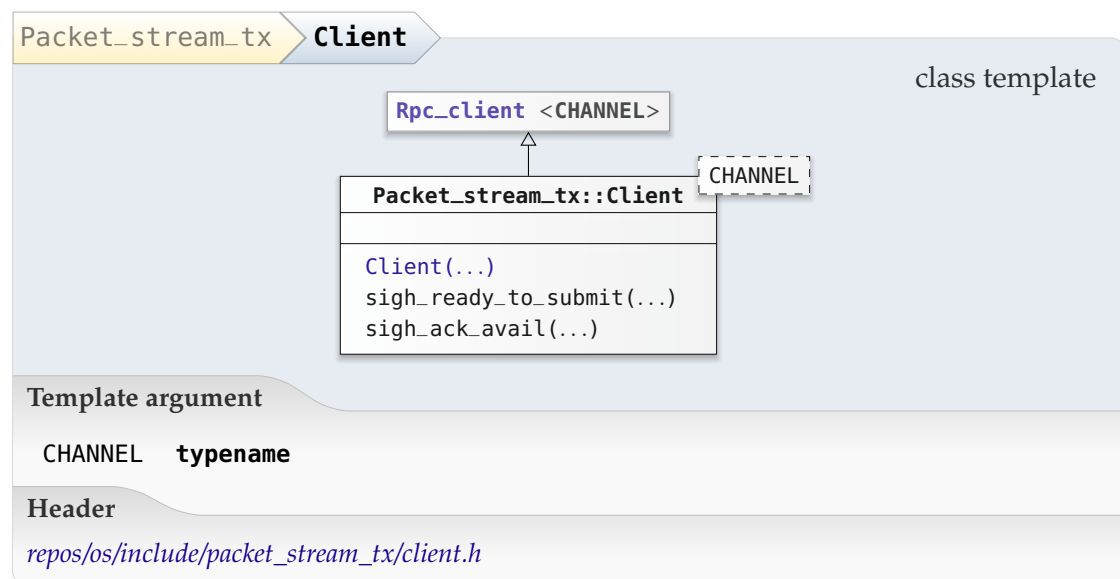 Packet_stream_tx Client
class template
Rpc_client <CHANNEL>
CHANNEL
Packet_stream_tx::Client
Client(...)
sigh_ready_to_submit(...)
sigh_ack_avail(...)
Template argument
CHANNEL typename
Header
repos/os/include/packet_stream_tx/client.h